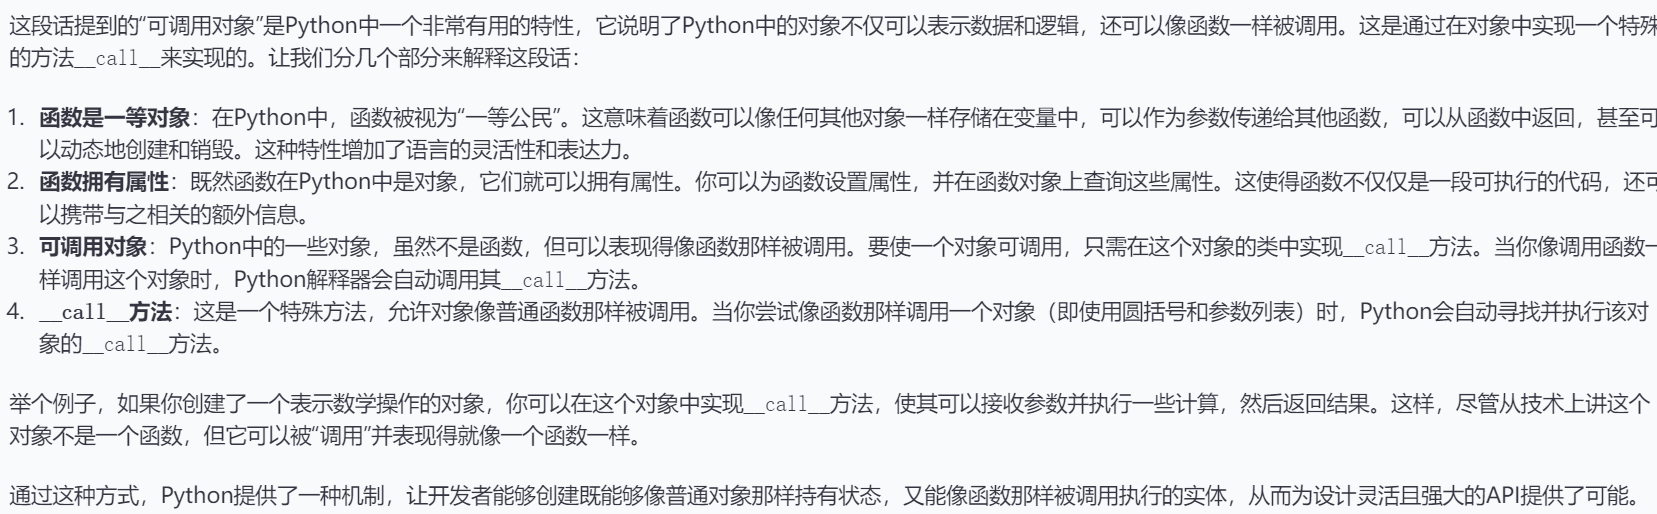 这段话提到的“可调用对象”是Python中一个非常有用的特性，它说明了Python中的对象不仅可以表示数据和逻辑，还可以像函数一样被调用。这是通过在对象中实现一个特殊
的方法__call__来实现的。让我们分几个部分来解释这段话：
1. 函数是一等对象：在Python中，函数被视为“一等公民”。这意味着函数可以像任何其他对象一样存储在变量中，可以作为参数传递给其他函数，可以从函数中返回，甚至可
以动态地创建和销毁。这种特性增加了语言的灵活性和表达力。
2. 函数拥有属性：既然函数在Python中是对象，它们就可以拥有属性。你可以为函数设置属性，并在函数对象上查询这些属性。这使得函数不仅仅是一段可执行的代码，还可
以携带与之相关的额外信息。
3. 可调用对象：Python中的一些对象，虽然不是函数，但可以表现得像函数那样被调用。要使一个对象可调用，只需在这个对象的类中实现__call__方法。当你像调用函数一
样调用这个对象时，Python解释器会自动调用其__call__方法。
4. __call__方法：这是一个特殊方法，允许对象像普通函数那样被调用。当你尝试像函数那样调用一个对象（即使用圆括号和参数列表）时，Python会自动寻找并执行该对
象的__call__方法。
举个例子，如果你创建了一个表示数学操作的对象，你可以在这个对象中实现__call__方法，使其可以接收参数并执行一些计算，然后返回结果。这样，尽管从技术上讲这个
对象不是一个函数，但它可以被“调用”并表现得就像一个函数一样。
通过这种方式，Python提供了一种机制，让开发者能够创建既能够像普通对象那样持有状态，又能像函数那样被调用执行的实体，从而为设计灵活且强大的API提供了可能。